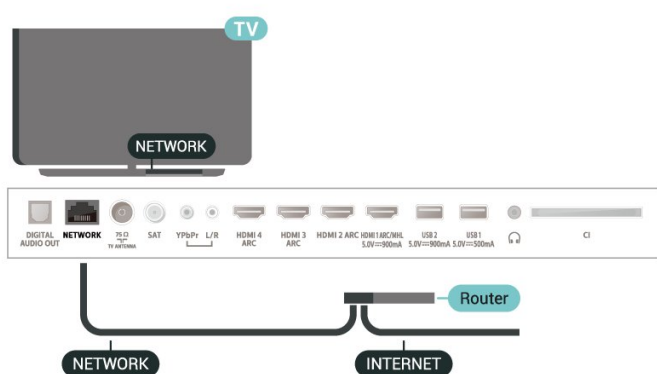 TV
NETWORK
DIGITAL
AUDIO OUT
NETWORK
75 Ω
TV ANTENNA
SAT
YPbPr L/R
HDMI 4
ARC
HDMI 3
ARC
HDMI 2 ARC
HDMI 1 ARC/MHL
5.0V⎓900mA
USB 2
5.0V⎓900mA
USB 1
5.0V⎓500mA
CI
Router
NETWORK
INTERNET